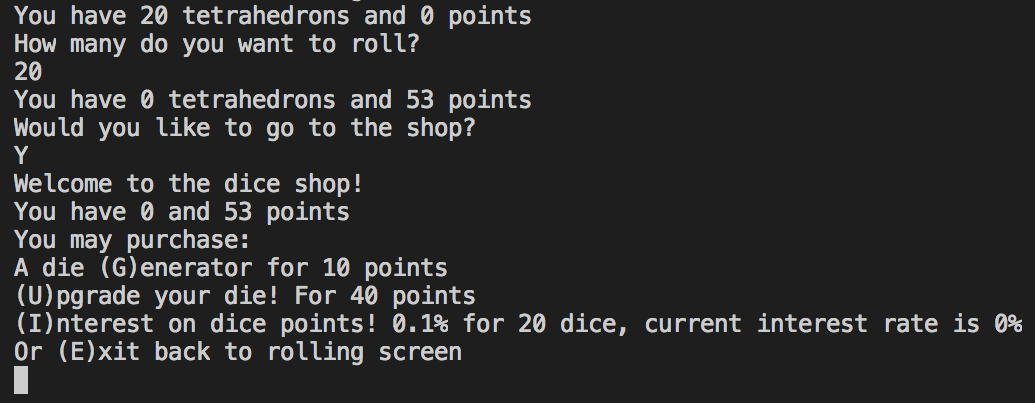 You have 20 tetrahedrons and 0 points
How many do you want to roll?
20
You have 0 tetrahedrons and 53 points
Would you like to go to the shop?
Y
Welcome to the dice shop!
You have 0 and 53 points
You may purchase:
A die (G)enerator for 10 points
(U)pgrade your die! For 40 points
(I)nterest on dice points! 0.1% for 20 dice, current interest rate is 0%
Or (E)xit back to rolling screen